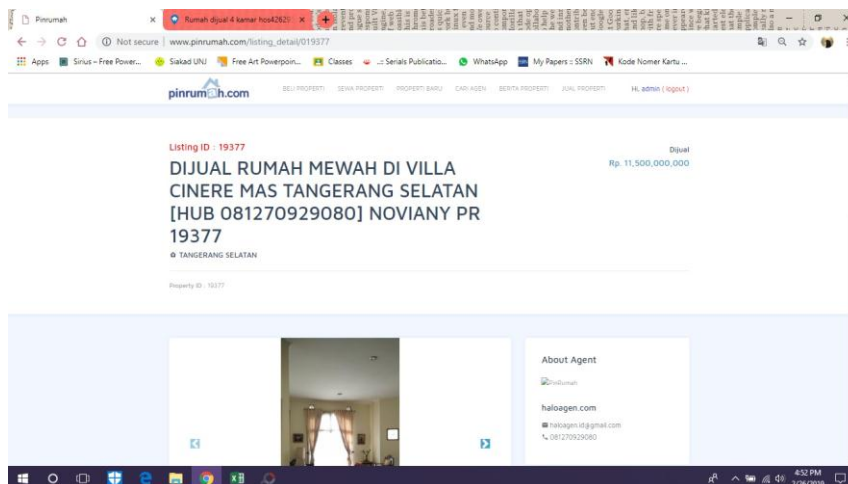 Pinrumah
Rumah dijual 4 kamar hos4262
Not secure | www.pinrumah.com/listing_detail/019377
Apps Sirius – Free Power... Siakad UNJ Free Art Powerpoin... Classes ..:: Serials Publicatio... WhatsApp My Papers :: SSRN Kode Nomer Kartu ...
pinrumah.com BELI PROPERTI SEWA PROPERTI PROPERTI BARU CARI AGEN BERITA PROPERTI JUAL PROPERTI Hi, admin ( logout )
Listing ID : 19377
Dijual
Rp. 11,500,000,000
DIJUAL RUMAH MEWAH DI VILLA
CINERE MAS TANGERANG SELATAN
[HUB 081270929080] NOVIANY PR
19377
TANGERANG SELATAN
Property ID : 19377
About Agent
PinRumah
haloagen.com
haloagen.id@gmail.com
081270929080
4:52 PM